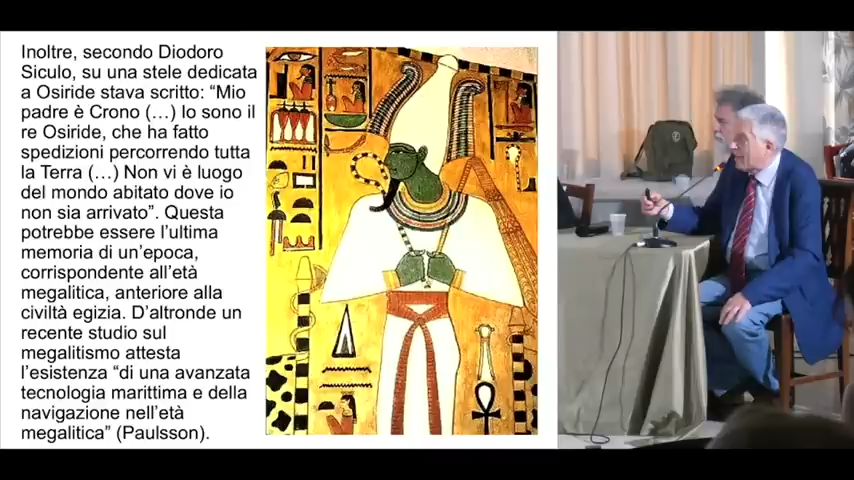 Inoltre, secondo Diodoro
Siculo, su una stele dedicata
a Osiride stava scritto: “Mio
padre è Crono (…) Io sono il
re Osiride, che ha fatto
spedizioni percorrendo tutta
la Terra (…) Non vi è luogo
del mondo abitato dove io
non sia arrivato”. Questa
potrebbe essere l’ultima
memoria di un’epoca,
corrispondente all’età
megalitica, anteriore alla
civiltà egizia. D’altronde un
recente studio sul
megalitismo attesta
l’esistenza “di una avanzata
tecnologia marittima e della
navigazione nell’età
megalitica” (Paulsson).